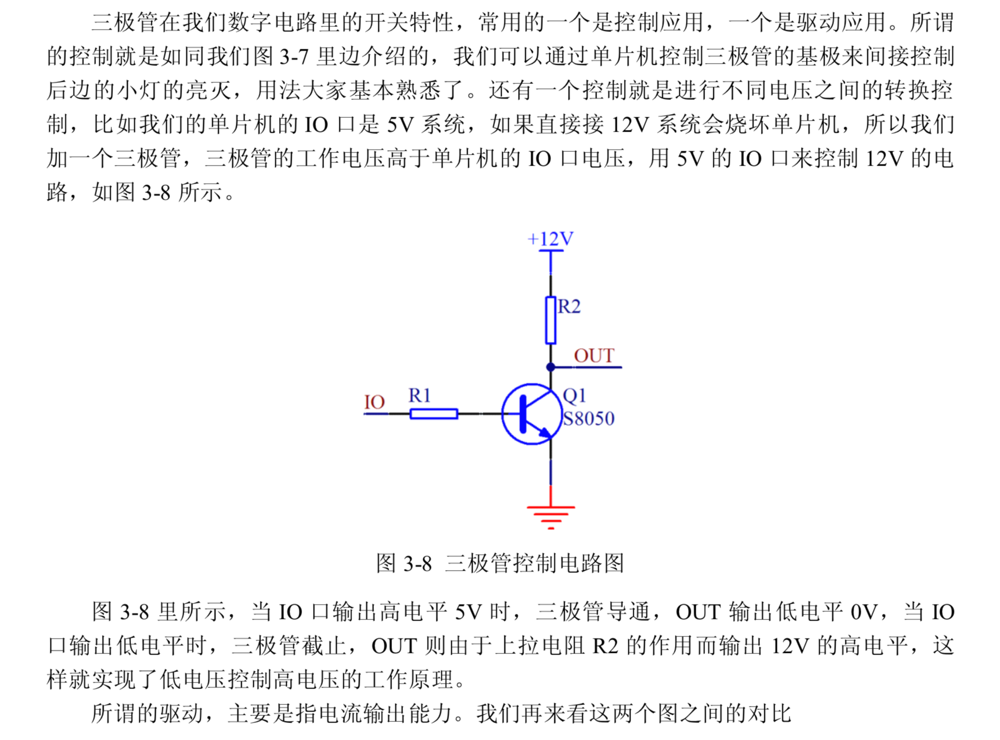 三极管在我们数字电路里的开关特性，常用的一个是控制应用，一个是驱动应用。所谓
的控制就是如同我们图 3-7 里边介绍的，我们可以通过单片机控制三极管的基极来间接控制
后边的小灯的亮灭，用法大家基本熟悉了。还有一个控制就是进行不同电压之间的转换控
制，比如我们的单片机的 IO 口是 5V 系统，如果直接接 12V 系统会烧坏单片机，所以我们
加一个三极管，三极管的工作电压高于单片机的 IO 口电压，用 5V 的 IO 口来控制 12V 的电
路，如图 3-8 所示。
+12V
R2
OUT
IO
R1
Q1
S8050
图 3-8 三极管控制电路图
图 3-8 里所示，当 IO 口输出高电平 5V 时，三极管导通，OUT 输出低电平 0V，当 IO
口输出低电平时，三极管截止，OUT 则由于上拉电阻 R2 的作用而输出 12V 的高电平，这
样就实现了低电压控制高电压的工作原理。
所谓的驱动，主要是指电流输出能力。我们再来看这两个图之间的对比